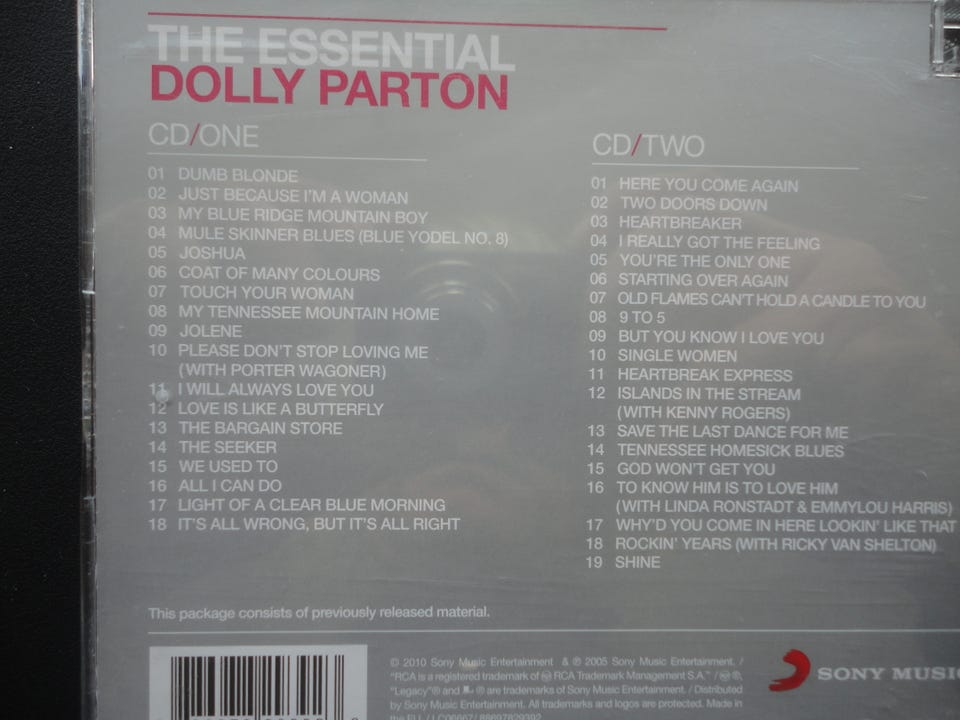 THE ESSENTIAL
DOLLY PARTON
CD/ONE
01 DUMB BLONDE
02 JUST BECAUSE I'M A WOMAN
03 MY BLUE RIDGE MOUNTAIN BOY
04 MULE SKINNER BLUES (BLUE YODEL NO. 8)
05 JOSHUA
06 COAT OF MANY COLOURS
07 TOUCH YOUR WOMAN
08 MY TENNESSEE MOUNTAIN HOME
09 JOLENE
10 PLEASE DON'T STOP LOVING ME
(WITH PORTER WAGONER)
11 I WILL ALWAYS LOVE YOU
12 LOVE IS LIKE A BUTTERFLY
13 THE BARGAIN STORE
14 THE SEEKER
15 WE USED TO
16 ALL I CAN DO
17 LIGHT OF A CLEAR BLUE MORNING
18 IT'S ALL WRONG, BUT IT'S ALL RIGHT
CD/TWO
01 HERE YOU COME AGAIN
02 TWO DOORS DOWN
03 HEARTBREAKER
04 I REALLY GOT THE FEELING
05 YOU'RE THE ONLY ONE
06 STARTING OVER AGAIN
07 OLD FLAMES CAN'T HOLD A CANDLE TO YOU
08 9 TO 5
09 BUT YOU KNOW I LOVE YOU
10 SINGLE WOMEN
11 HEARTBREAK EXPRESS
12 ISLANDS IN THE STREAM
(WITH KENNY ROGERS)
13 SAVE THE LAST DANCE FOR ME
14 TENNESSEE HOMESICK BLUES
15 GOD WON'T GET YOU
16 TO KNOW HIM IS TO LOVE HIM
(WITH LINDA RONSTADT & EMMYLOU HARRIS)
17 WHY'D YOU COME IN HERE LOOKIN' LIKE THAT
18 ROCKIN' YEARS (WITH RICKY VAN SHELTON)
19 SHINE
This package consists of previously released material.
© 2010 Sony Music Entertainment & ℗ 2005 Sony Music Entertainment. /
"RCA is a registered trademark of RCA Trademark Management S.A." / ®,
"Legacy"® and ® are trademarks of Sony Music Entertainment. / Distributed
by Sony Music Entertainment. All trademarks and logos are protected. Made in
the EU. / LC06667/ 88697829392
SONY MUSIC